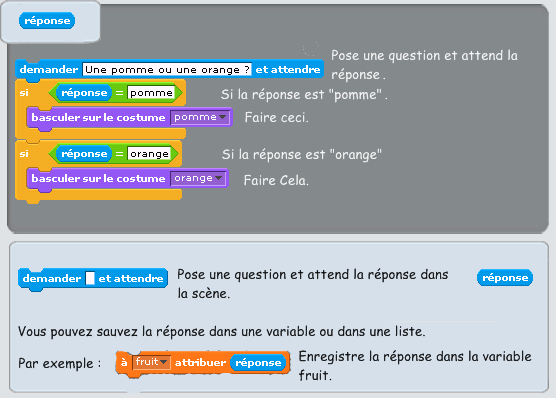 réponse
Pose une question et attend la
demander Une pomme ou une orange ? et attendre
réponse.
si réponse = pomme
Si la réponse est "pomme".
basculer sur le costume pomme
Faire ceci.
si réponse = orange
Si la réponse est "orange"
basculer sur le costume orange
Faire Cela.
demander et attendre
Pose une question et attend la réponse dans
la scène.
réponse
Vous pouvez sauvez la réponse dans une variable ou dans une liste.
Par exemple :
à fruit attribuer réponse
Enregistre la réponse dans la variable
fruit.